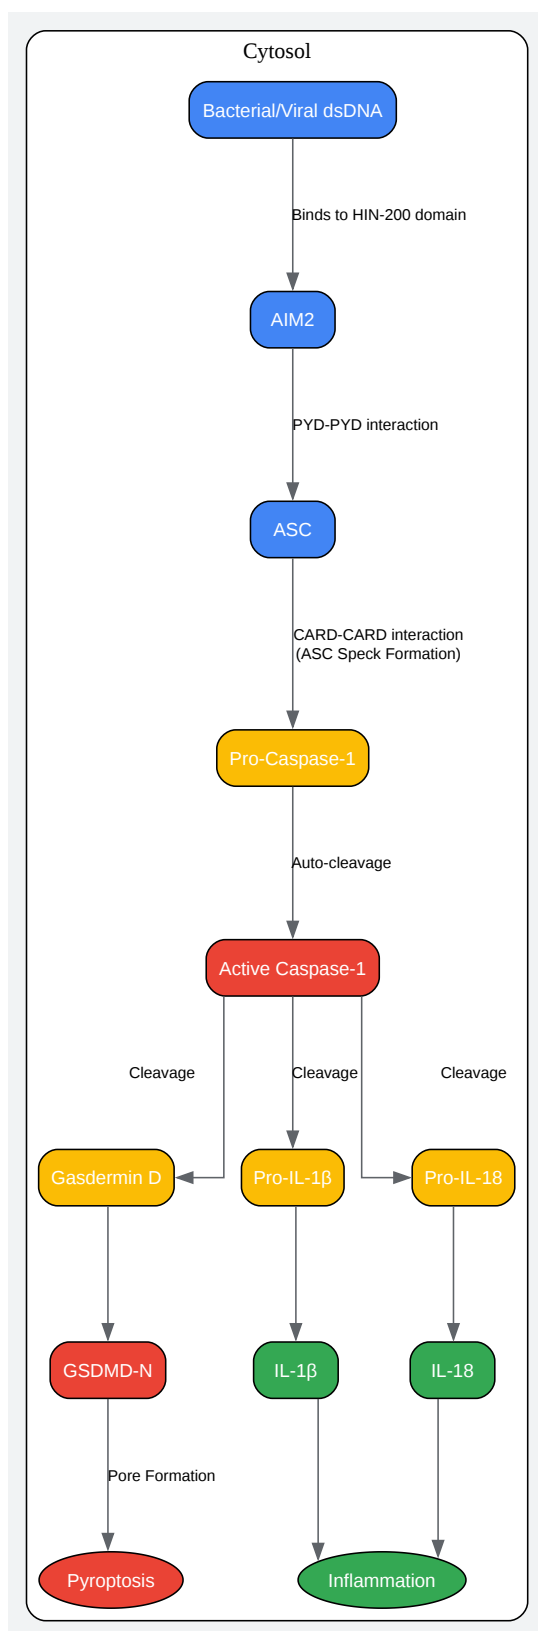 Cytosol
Bacterial/Viral dsDNA
Binds to HIN-200 domain
AIM2
PYD-PYD interaction
ASC
CARD-CARD interaction
(ASC Speck Formation)
Pro-Caspase-1
Auto-cleavage
Active Caspase-1
Cleavage
Cleavage
Cleavage
Gasdermin D
Pro-IL-1β
Pro-IL-18
GSDMD-N
IL-1β
IL-18
Pore Formation
Pyroptosis
Inflammation